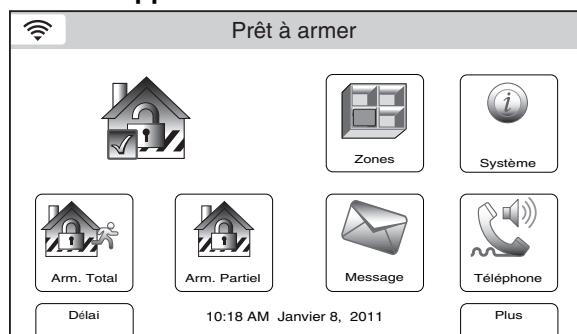 Prêt à armer
Zones
Système
Arm. Total
Arm. Partiel
Message
Téléphone
Délai
10:18 AM Janvier 8, 2011
Plus